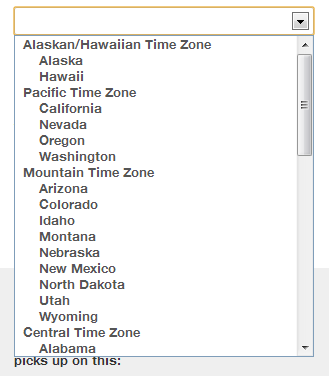 Alaskan/Hawaiian Time Zone
Alaska
Hawaii
Pacific Time Zone
California
Nevada
Oregon
Washington
Mountain Time Zone
Arizona
Colorado
Idaho
Montana
Nebraska
New Mexico
North Dakota
Utah
Wyoming
Central Time Zone
Alabama
picks up on this: